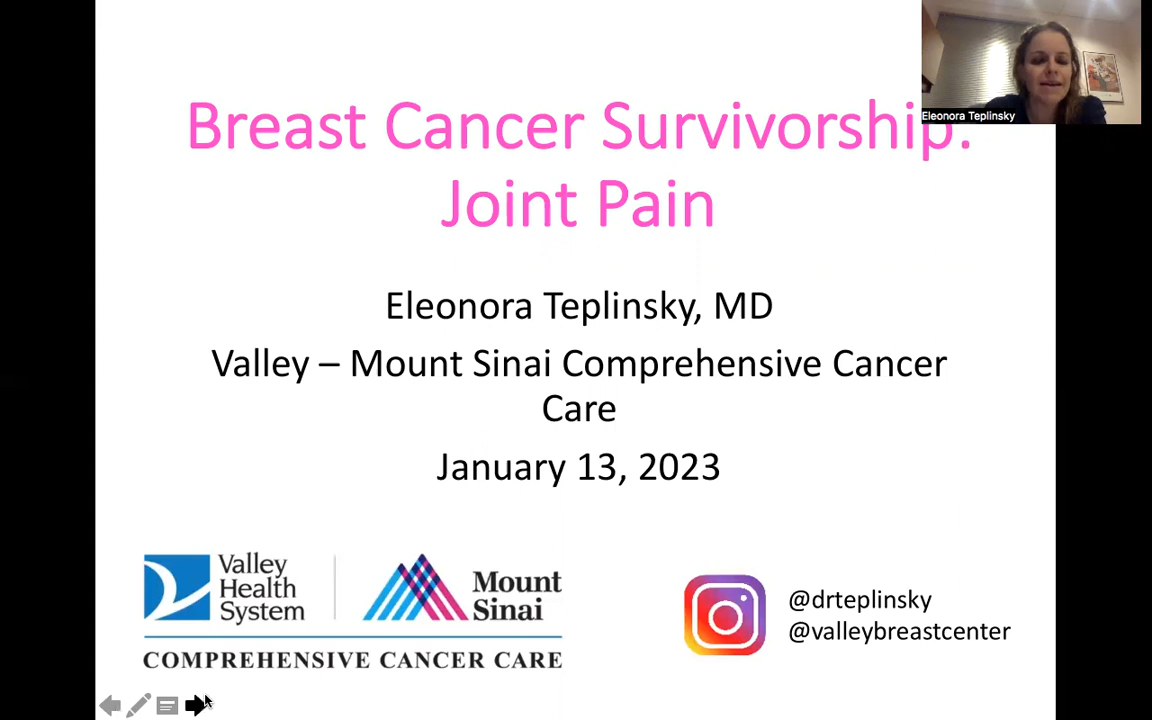 Breast Cancer Survivorship:
Joint Pain
Eleonora Teplinsky
Eleonora Teplinsky, MD
Valley – Mount Sinai Comprehensive Cancer
Care
January 13, 2023
Valley
Health
System
Mount
Sinai
COMPREHENSIVE CANCER CARE
@drteplinsky
@valleybreastcenter